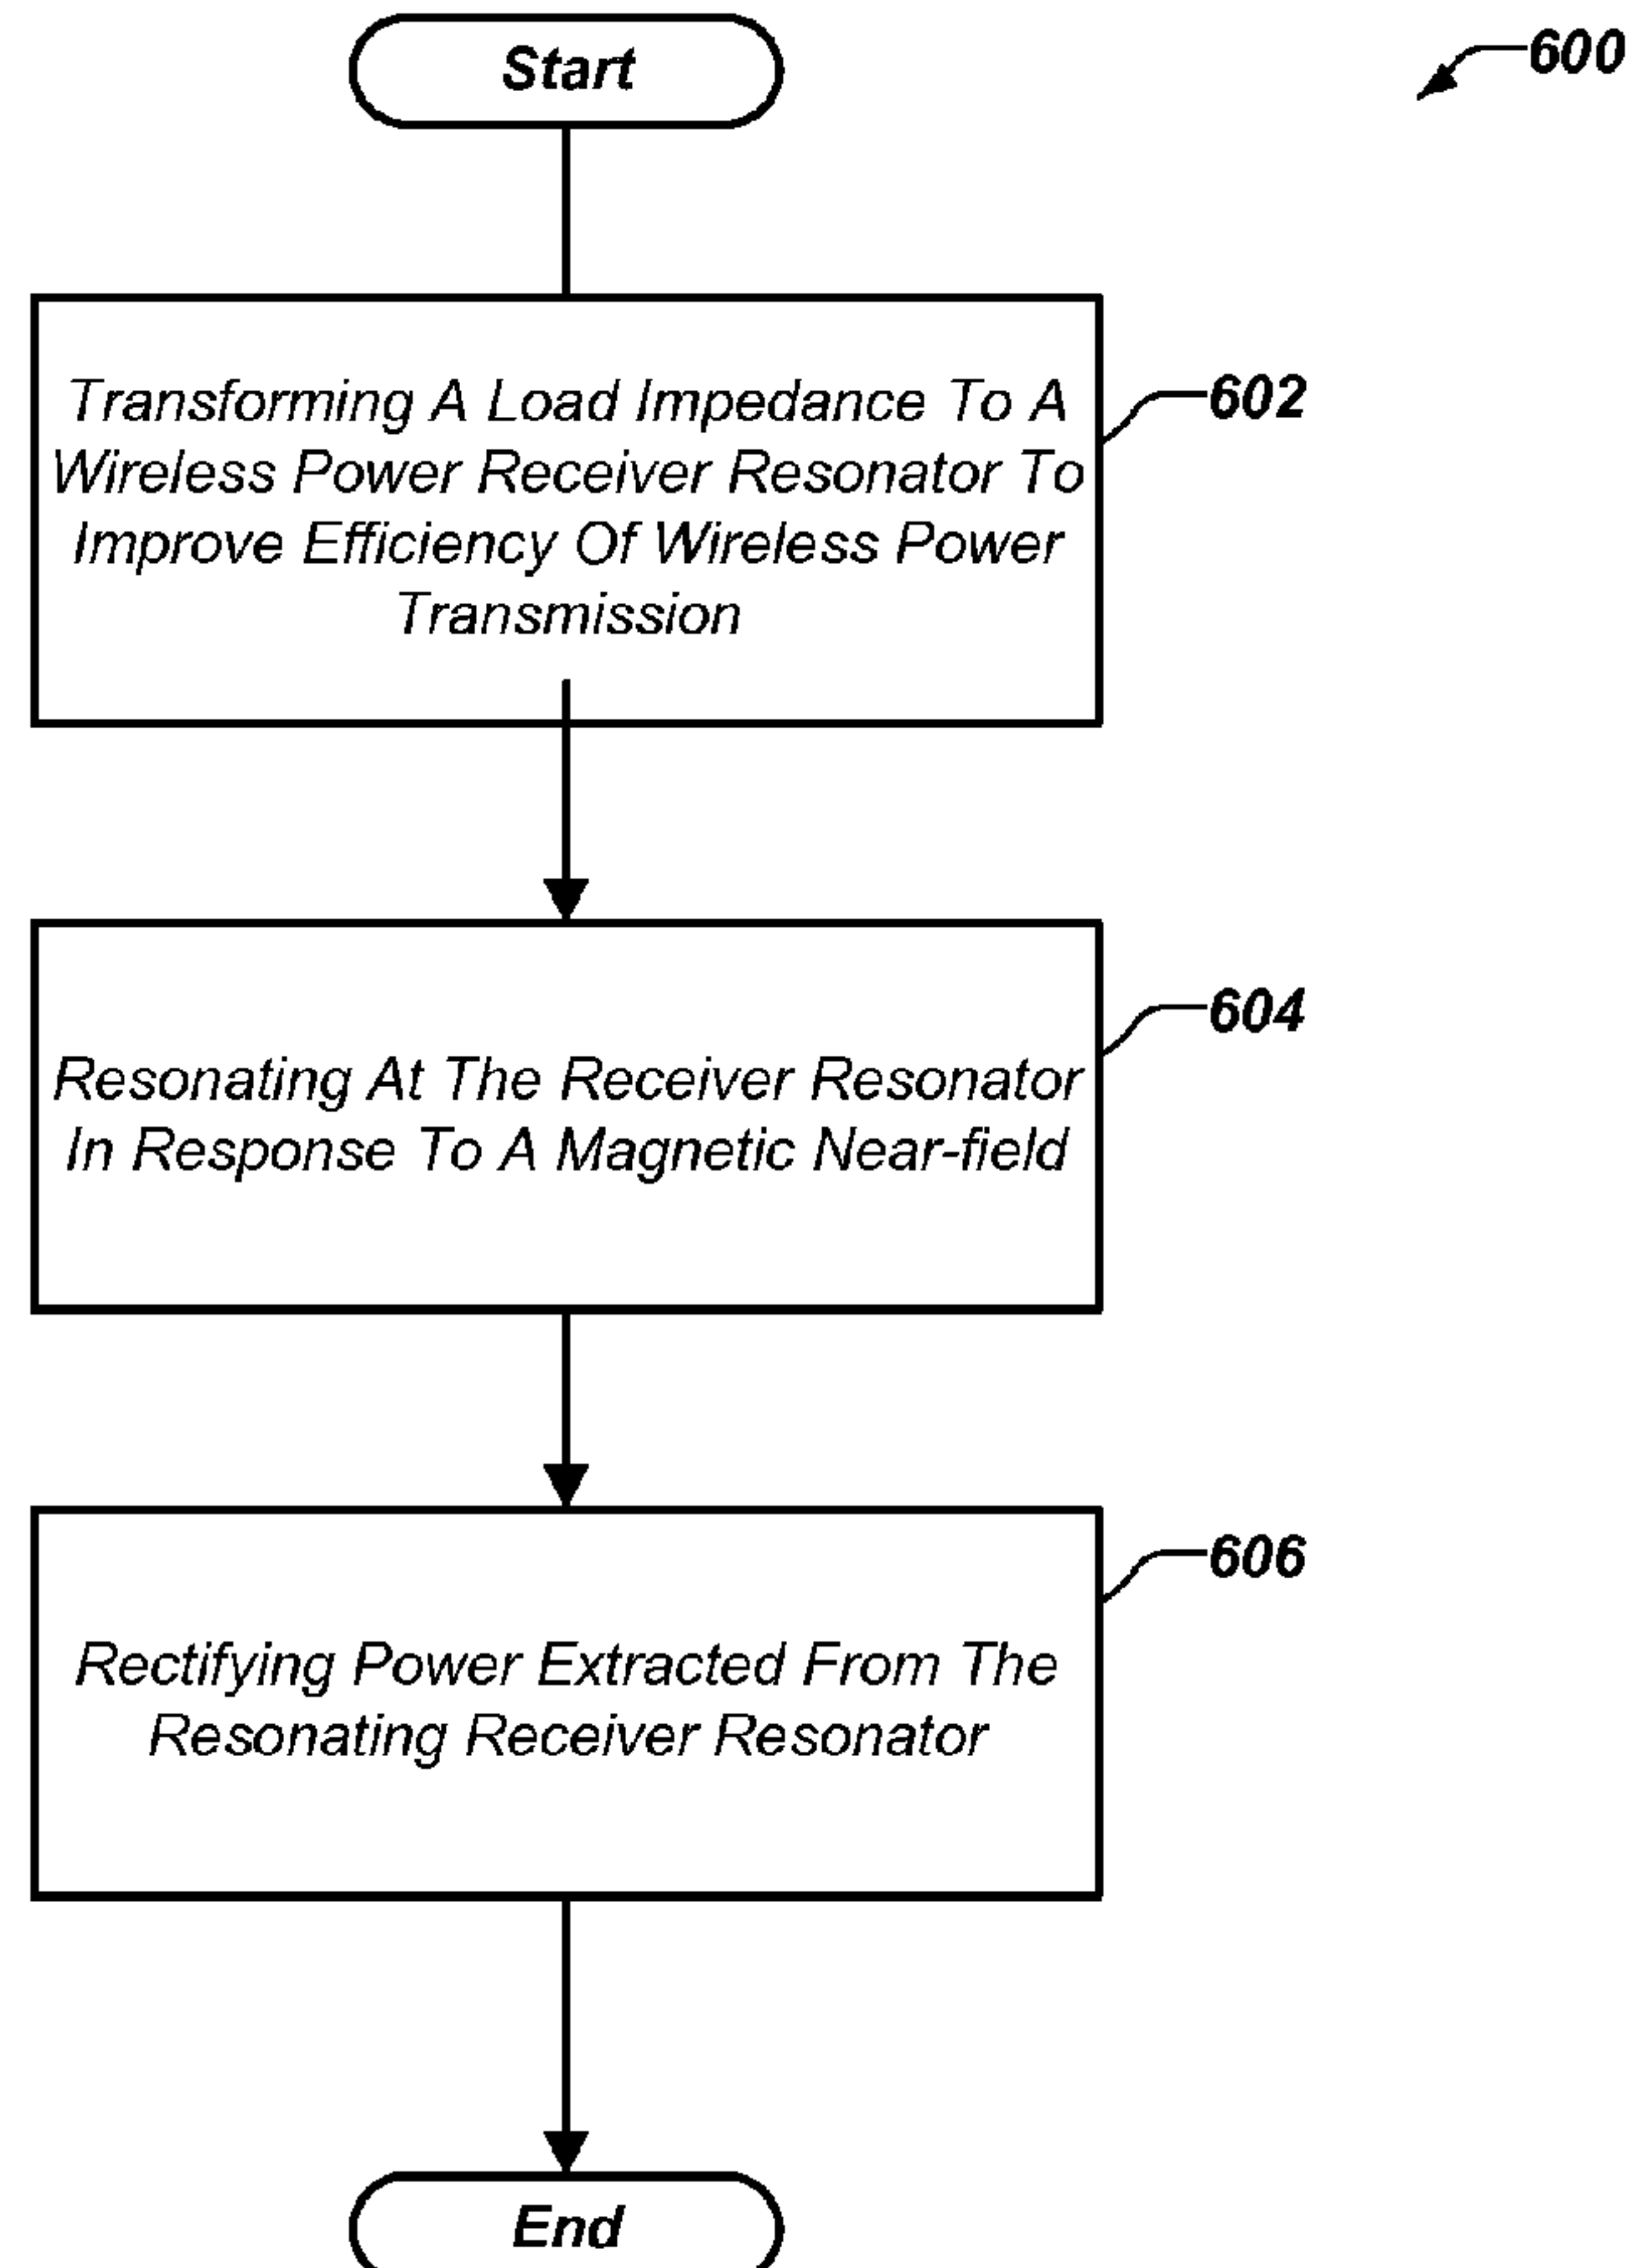 Start
600
Transforming A Load Impedance To A
Wireless Power Receiver Resonator To
Improve Efficiency Of Wireless Power
Transmission
602
Resonating At The Receiver Resonator
In Response To A Magnetic Near-field
604
Rectifying Power Extracted From The
Resonating Receiver Resonator
606
End